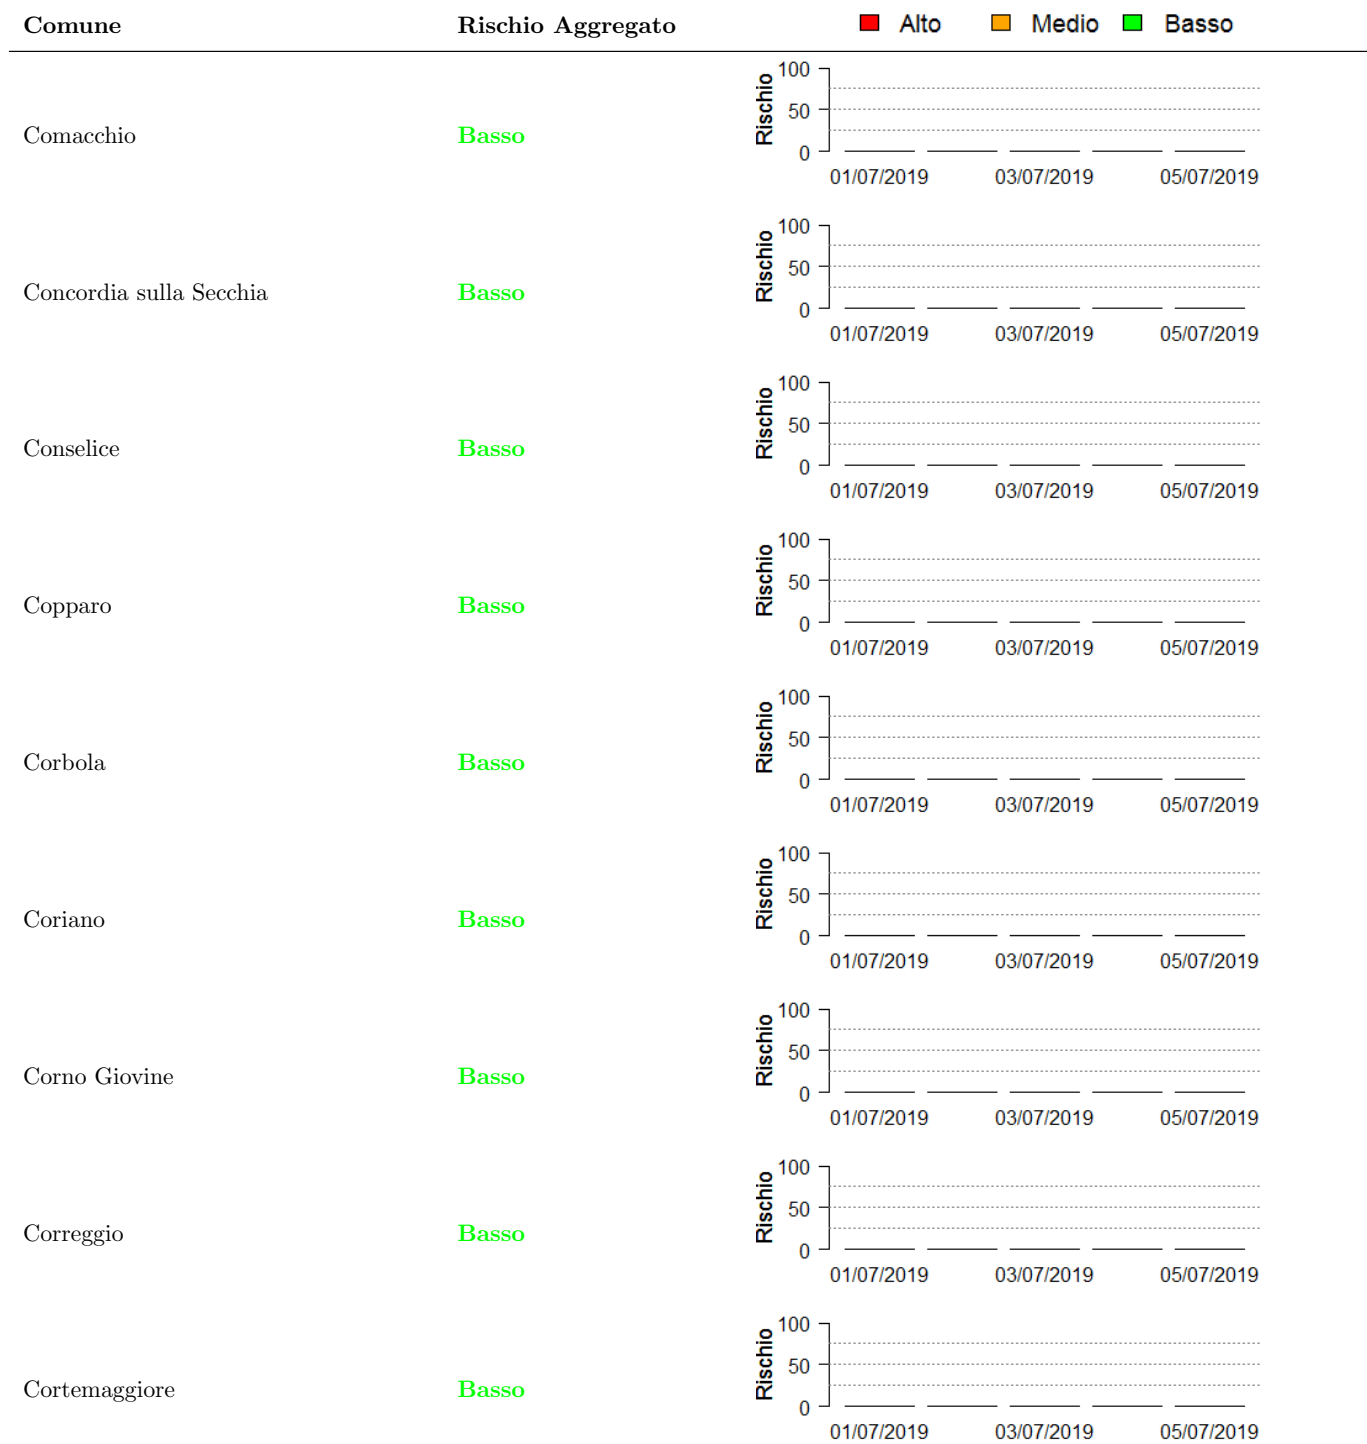 Comune Rischio Aggregato Alto Medio Basso
100
50
0
Rischio
Comacchio Basso
01/07/2019 03/07/2019 05/07/2019
100
50
0
Rischio
Concordia sulla Secchia Basso
01/07/2019 03/07/2019 05/07/2019
100
50
0
Rischio
Conselice Basso
01/07/2019 03/07/2019 05/07/2019
100
50
0
Rischio
Copparo Basso
01/07/2019 03/07/2019 05/07/2019
100
50
0
Rischio
Corbola Basso
01/07/2019 03/07/2019 05/07/2019
100
50
0
Rischio
Coriano Basso
01/07/2019 03/07/2019 05/07/2019
100
50
0
Rischio
Corno Giovine Basso
01/07/2019 03/07/2019 05/07/2019
100
50
0
Rischio
Correggio Basso
01/07/2019 03/07/2019 05/07/2019
100
50
0
Rischio
Cortemaggiore Basso
01/07/2019 03/07/2019 05/07/2019